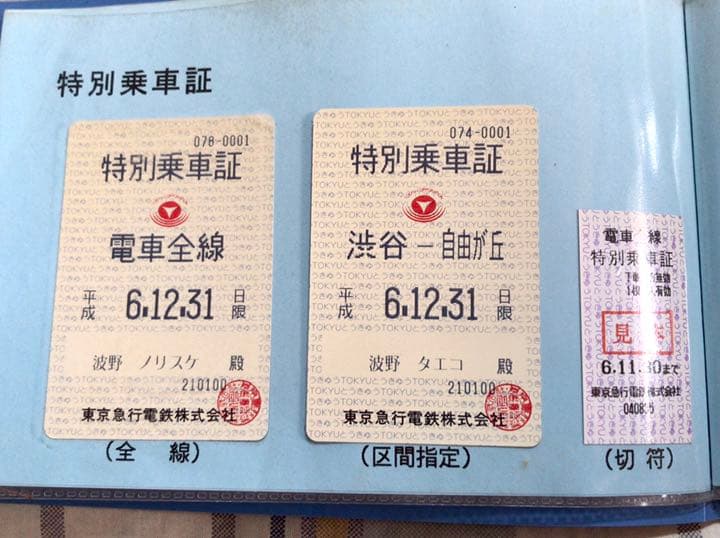 特別乗車証
078-0001
特別乗車証
電車全線
平成 6.12.31 日限
波野 ノリスケ 殿
210100
東京急行電鉄株式会社
(全 線)
074-0001
特別乗車証
渋谷 ― 自由が丘
平成 6.12.31 日限
波野 タエコ 殿
210100
東京急行電鉄株式会社
(区間指定)
電車全線
特別乗車証
見本
6.11.30まで
東京急行電鉄株式会社
(切 符)